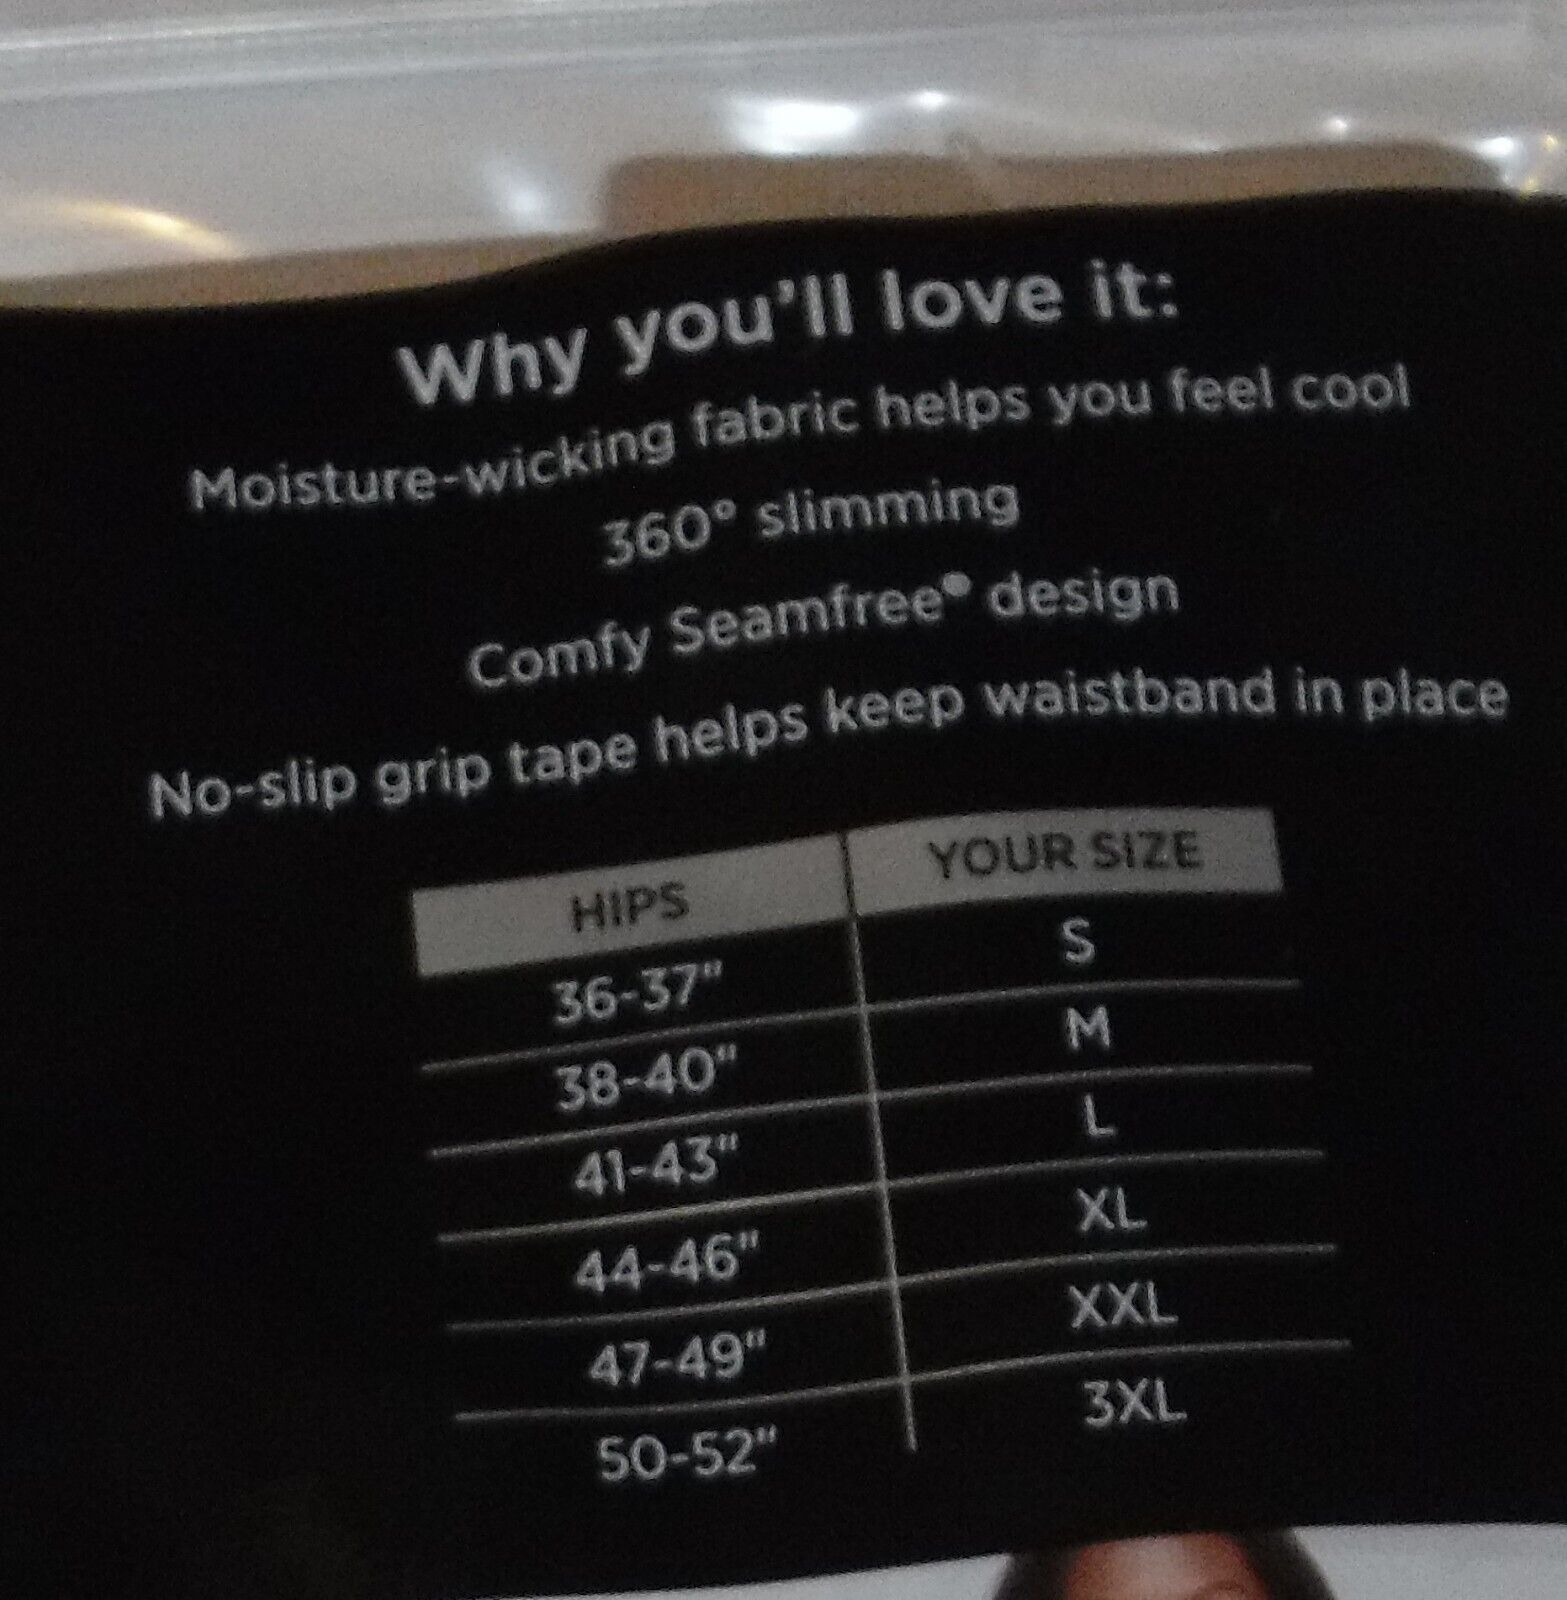 Why you'll love it:
Moisture-wicking fabric helps you feel cool
360° slimming
Comfy Seamfree® design
No-slip grip tape helps keep waistband in place
HIPS YOUR SIZE
36-37" S
38-40" M
41-43" L
44-46" XL
47-49" XXL
50-52" 3XL